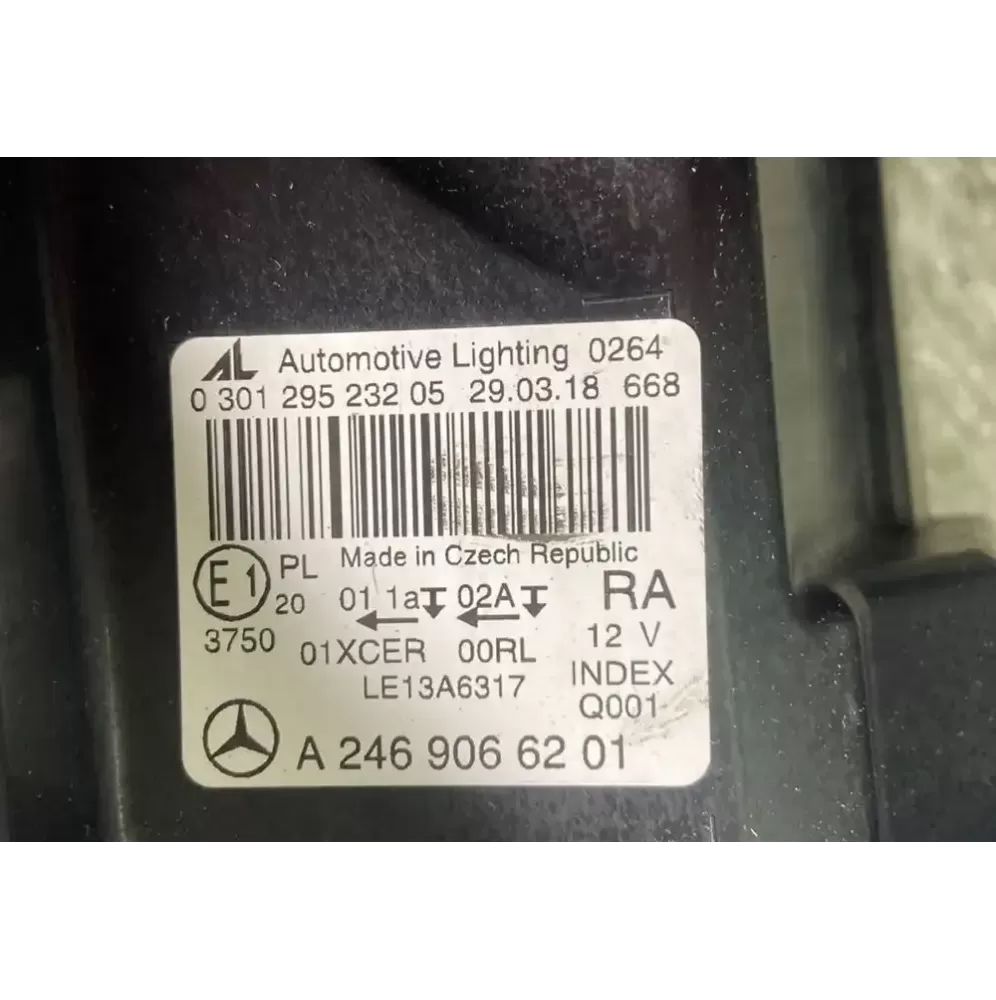 AL Automotive Lighting 0264
0 301 295 232 05 29.03.18 668
Made in Czech Republic
E1 PL
20 01 1a 02A RA
3750 01XCER 00RL 12 V
LE13A6317 INDEX
Q001
A 246 906 62 01